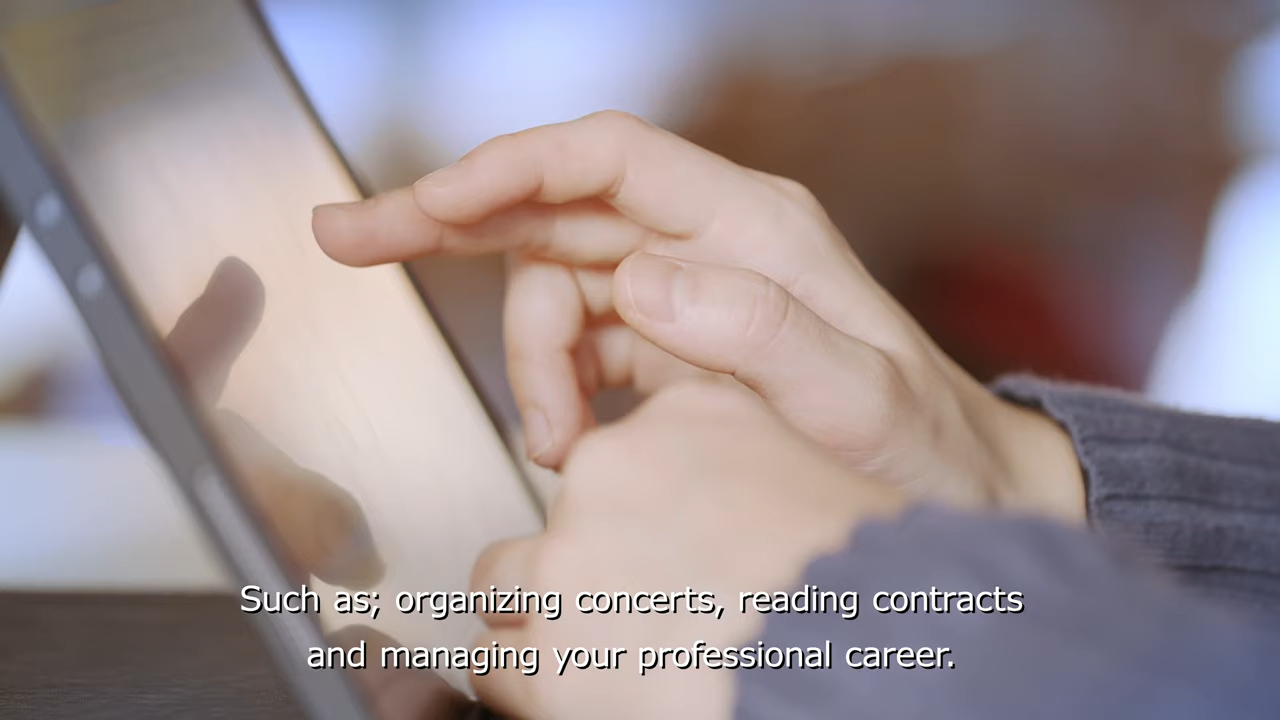 Such as; organizing concerts, reading contracts
and managing your professional career.